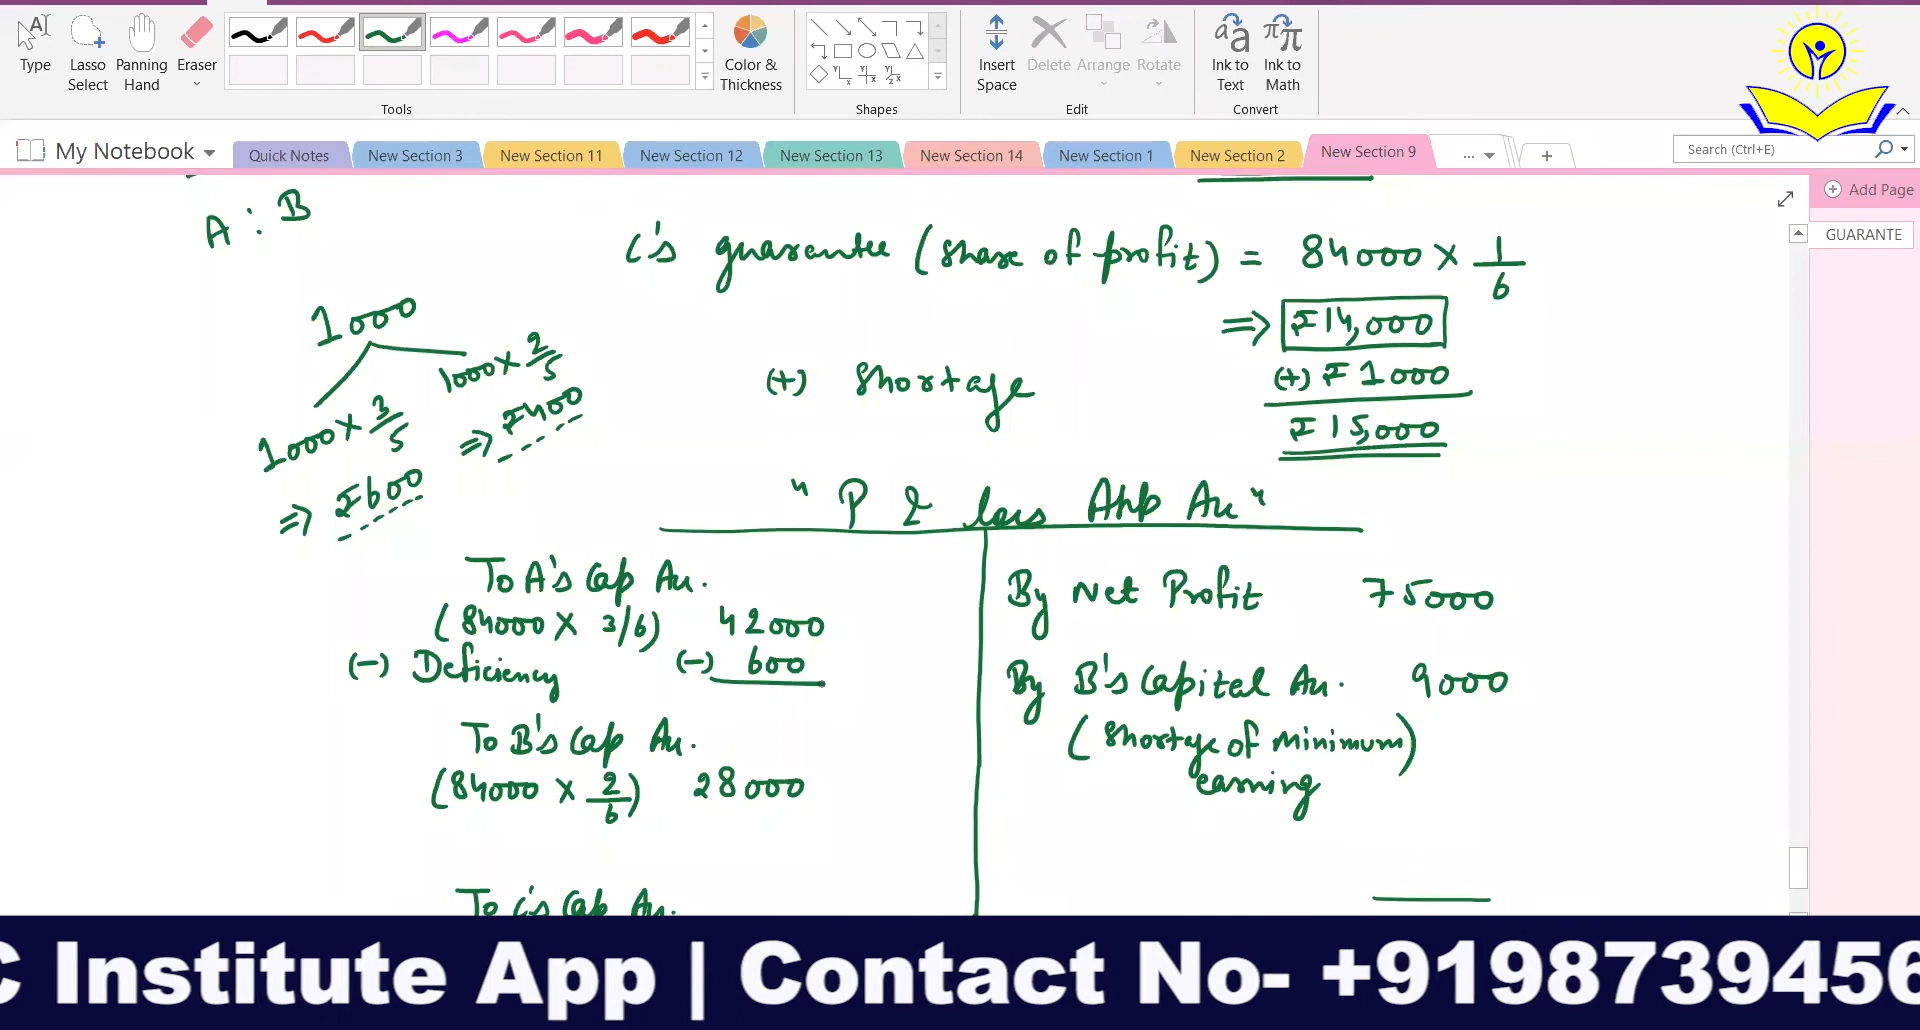 Type
Lasso Select
Panning Hand
Eraser
Tools
Color & Thickness
Shapes
Insert Space
Delete
Arrange
Rotate
Edit
Ink to Text
Ink to Math
Convert
My Notebook
Quick Notes
New Section 3
New Section 11
New Section 12
New Section 13
New Section 14
New Section 1
New Section 2
New Section 9
...
Search (Ctrl+E)
Add Page
GUARANTE
A : B
1000
1000 × 3/5
⇒ ₹600
1000 × 2/5
⇒ ₹400
C's guarantee (Share of profit) = 84000 × 1/6
⇒ ₹14,000
(+) Shortage (+) ₹1000
₹15,000
"P & loss App Au"
To A's Cap Au.
(84000 × 3/6) 42000
(-) Deficiency (-) 600
To B's Cap Au.
(84000 × 2/6) 28000
To C's Cap Au.
By Net Profit 75000
By B's Capital Au. 9000
(Shortage of Minimum)
earning
C Institute App | Contact No- +9198739456